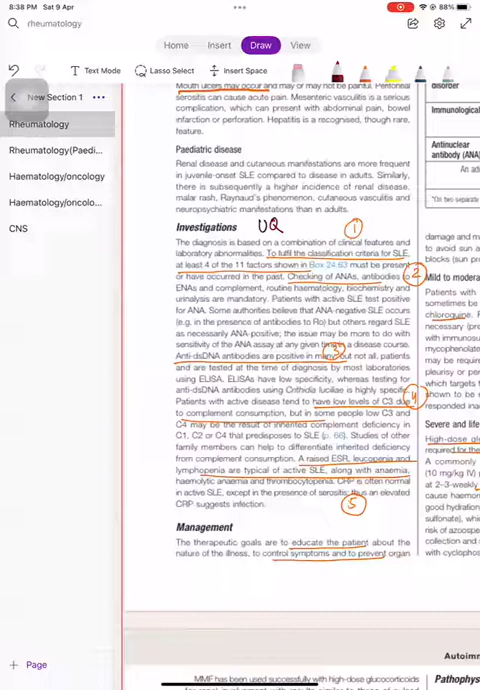 8:38 PM Sat 9 Apr
88%
rheumatology
Home Insert Draw View
Text Mode Lasso Select Insert Space
New Section 1
Rheumatology
Rheumatology(Paedi...
Haematology/oncology
Haematology/oncolo...
CNS
Page
Mouth ulcers may occur and may or may not be painful. Peritoneal
serositis can cause acute pain. Mesenteric vasculitis is a serious
complication, which can present with abdominal pain, bowel
infarction or perforation. Hepatitis is recognised, though rare,
feature.
Paediatric disease
Renal disease and cutaneous manifestations are more frequent
in juvenile-onset SLE compared to disease in adults. Similarly,
there is subsequently a higher incidence of renal disease,
malar rash, Raynaud's phenomenon, cutaneous vasculitis and
neuropsychiatric manifestations than in adults.
Investigations UQ 1
The diagnosis is based on a combination of clinical features and
laboratory abnormalities. To fulfil the classification criteria for SLE,
at least 4 of the 11 factors shown in Box 24.63 must be present
or have occurred in the past. Checking of ANAs, antibodies to 2
ENAs and complement, routine haematology, biochemistry and
urinalysis are mandatory. Patients with active SLE test positive
for ANA. Some authorities believe that ANA-negative SLE occurs
(e.g. in the presence of antibodies to Ro) but others regard SLE
as necessarily ANA-positive; the issue may be more to do with
sensitivity of the ANA assay at any given time in a disease course. 3
Anti-dsDNA antibodies are positive in many but not all, patients
and are tested at the time of diagnosis by most laboratories
using ELISA. ELISAs have low specificity, whereas testing for
anti-dsDNA antibodies using Crithidia luciliae is highly specific.
Patients with active disease tend to have low levels of C3 due 4
to complement consumption, but in some people low C3 and
C4 may be the result of inherited complement deficiency in
C1, C2 or C4 that predisposes to SLE (p. 66). Studies of other
family members can help to differentiate inherited deficiency
from complement consumption. A raised ESR, leucopenia and
lymphopenia are typical of active SLE, along with anaemia,
haemolytic anaemia and thrombocytopenia. CRP is often normal
in active SLE, except in the presence of serositis; thus an elevated
CRP suggests infection. 5
Management
The therapeutic goals are to educate the patient about the
nature of the illness, to control symptoms and to prevent organ
disorder
Immunological
Antinuclear
antibody (ANA)
An ad
*On two separate
damage and m
to avoid sun a
blocks (sun pr
Mild to modera
Patients with
sometimes be
chloroquine. F
necessary (pre
with immunosu
mycophenolate
may be require
pleurisy or peri
which targets t
shown to be e
responded ina
Severe and life
High-dose gl
required for the
A commonly
(10 mg/kg IV) p
at 2–3-weekly
cause haemorr
good hydration
sulfonate), whic
risk of azoospe
collection and s
with cyclophos
Autoimm
MMF has been used successfully with high-dose glucocorticoids
Pathophys